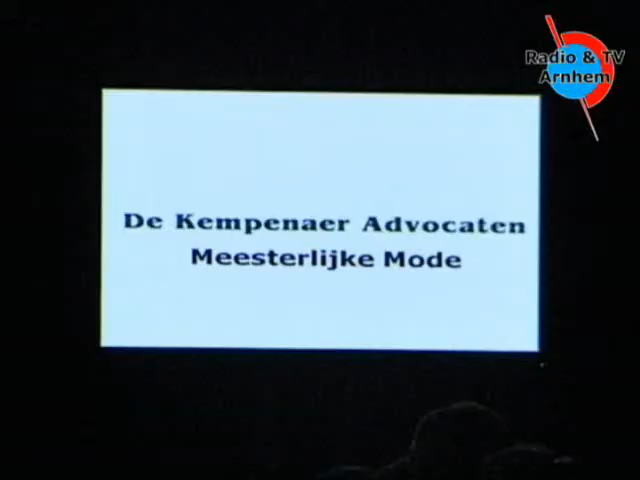 Radio & TV
Arnhem
De Kempenaer Advocaten
Meesterlijke Mode